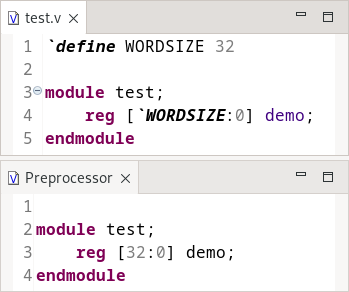 test.v
1 `define WORDSIZE 32
2
3 module test;
4     reg [`WORDSIZE:0] demo;
5 endmodule
Preprocessor
1
2 module test;
3     reg [32:0] demo;
4 endmodule